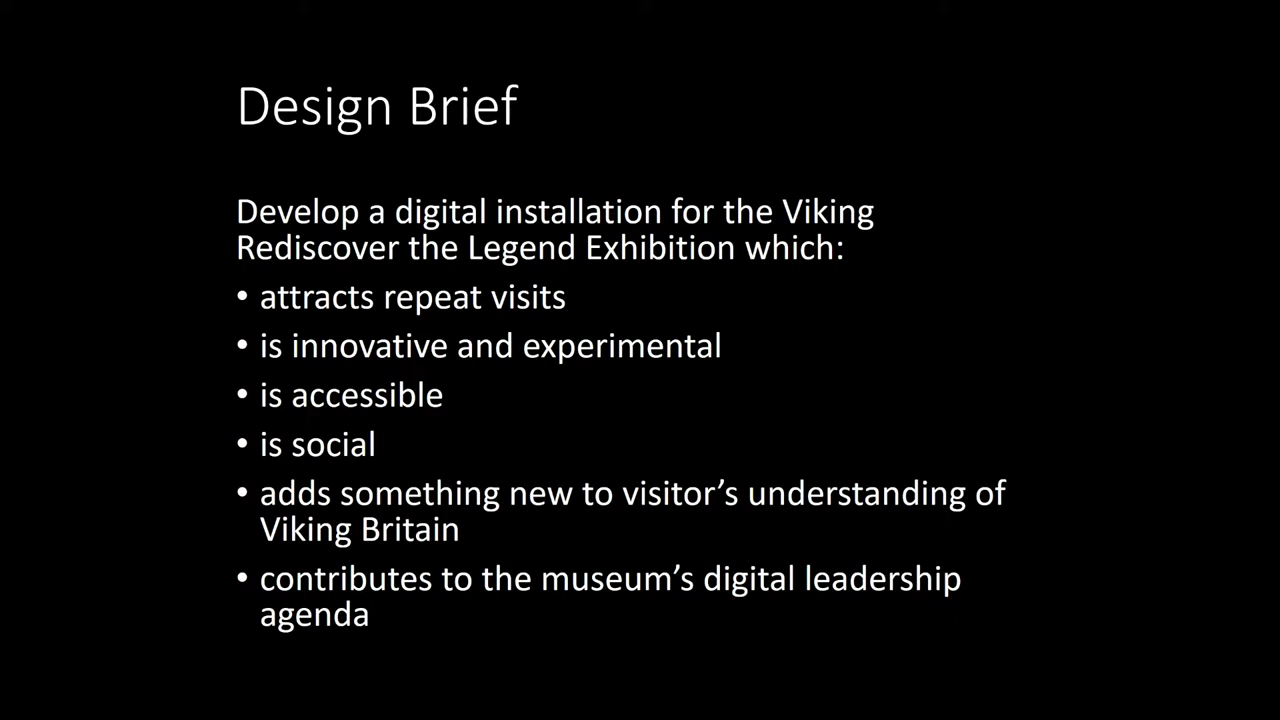 Design Brief
Develop a digital installation for the Viking
Rediscover the Legend Exhibition which:
• attracts repeat visits
• is innovative and experimental
• is accessible
• is social
• adds something new to visitor’s understanding of
Viking Britain
• contributes to the museum’s digital leadership
agenda